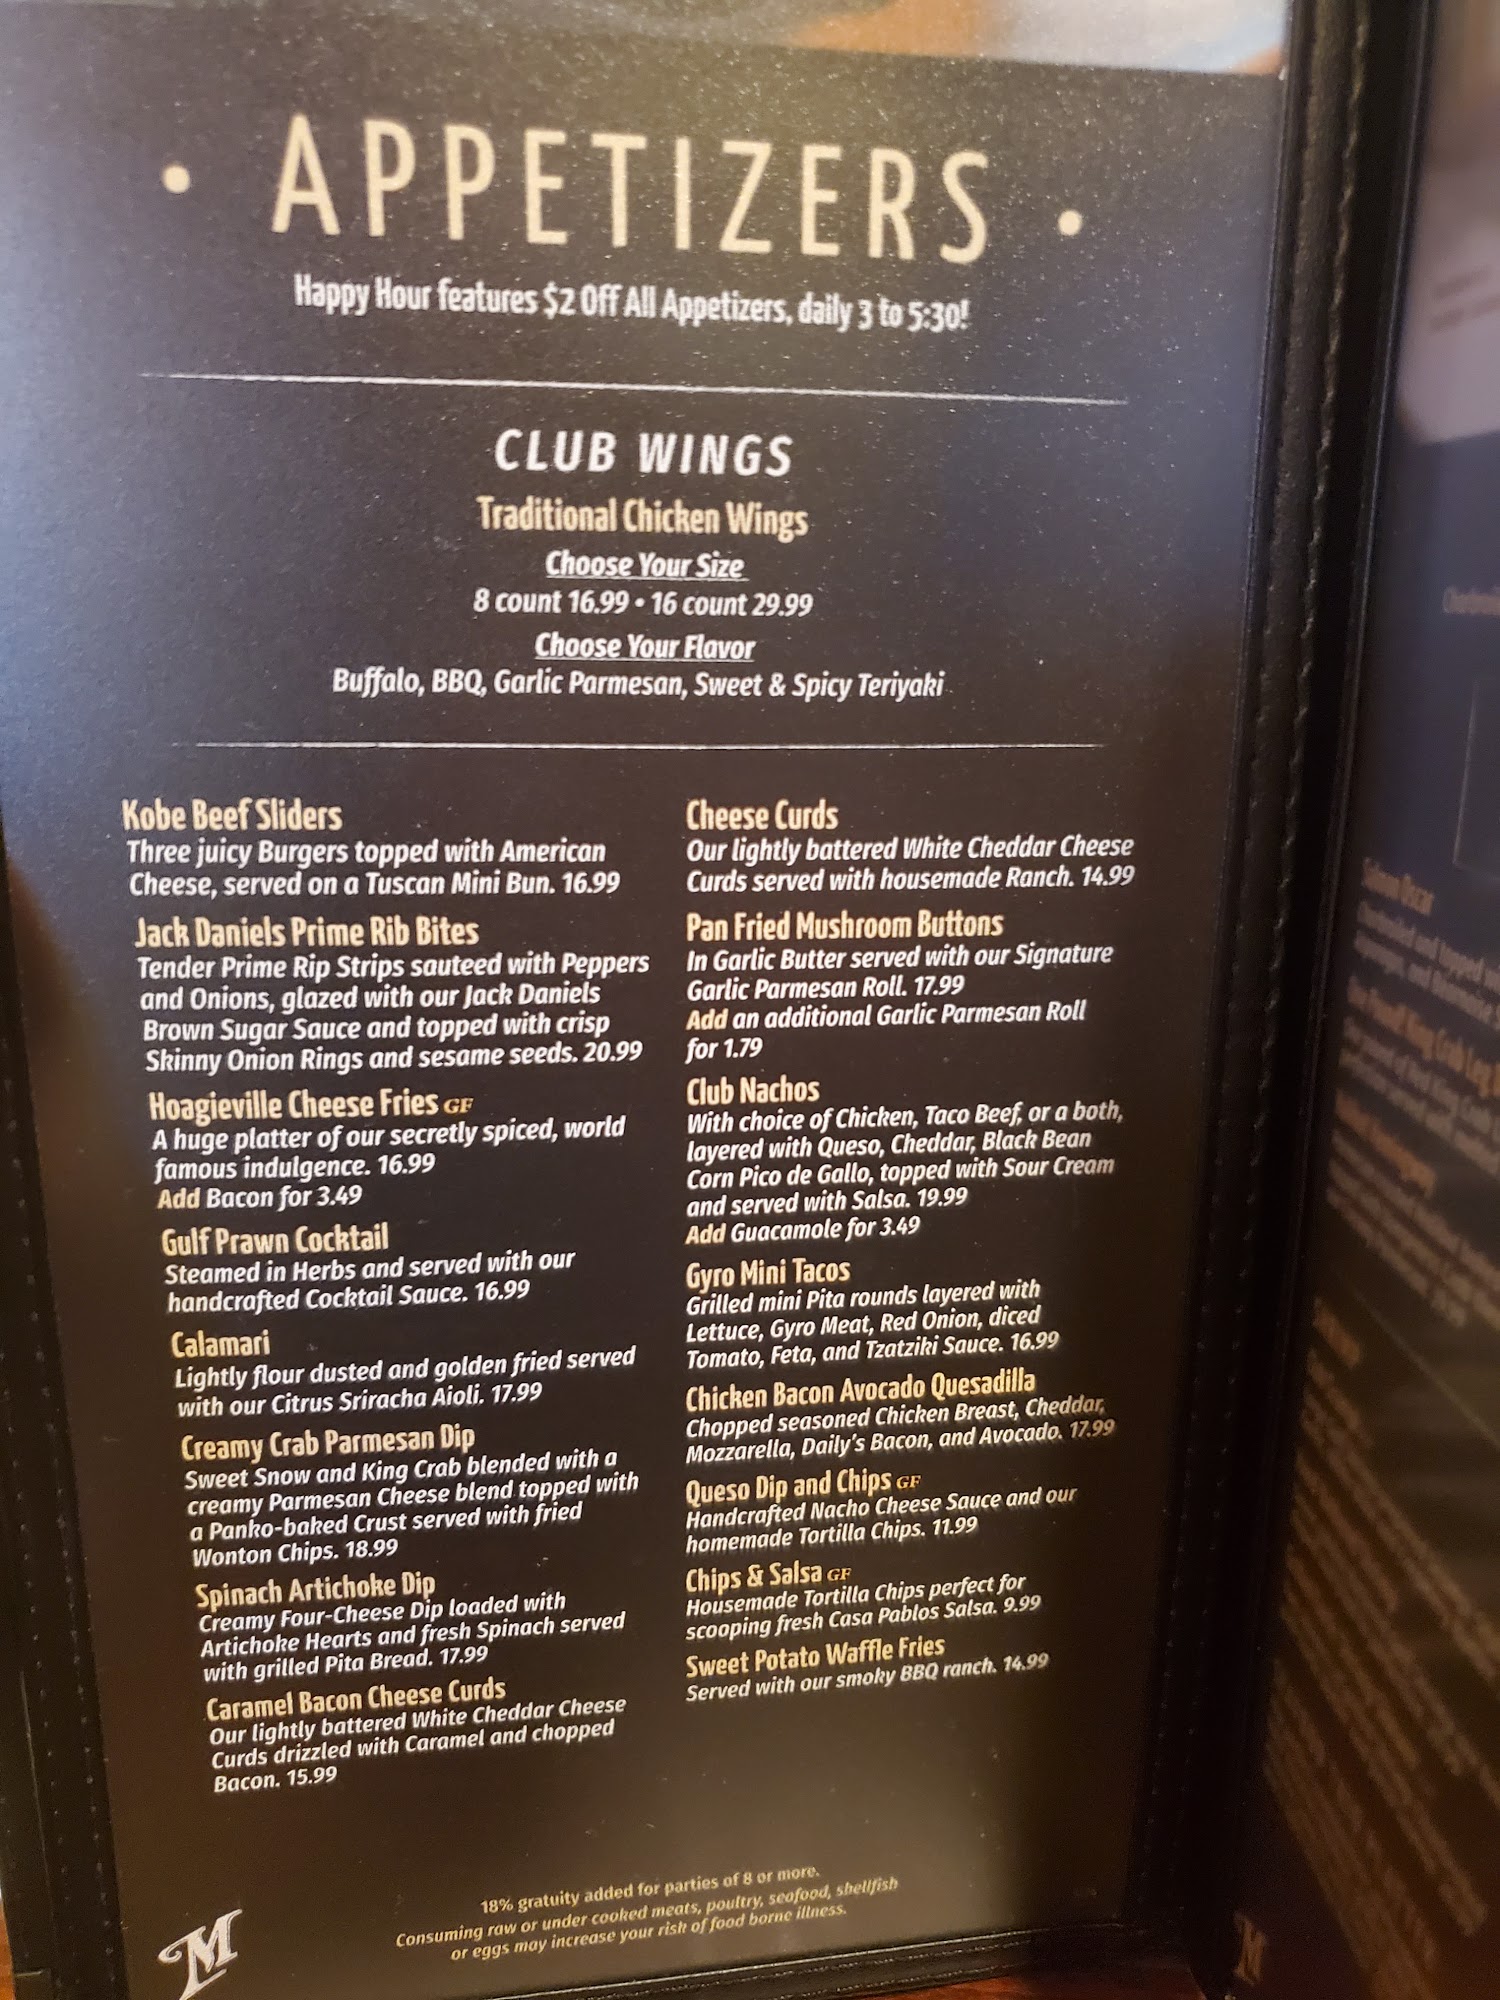 • APPETIZERS •
Happy Hour features $2 Off All Appetizers, daily 3 to 5:30!
CLUB WINGS
Traditional Chicken Wings
Choose Your Size
8 count 16.99 • 16 count 29.99
Choose Your Flavor
Buffalo, BBQ, Garlic Parmesan, Sweet & Spicy Teriyaki
Kobe Beef Sliders
Three juicy Burgers topped with American
Cheese, served on a Tuscan Mini Bun. 16.99
Jack Daniels Prime Rib Bites
Tender Prime Rip Strips sauteed with Peppers
and Onions, glazed with our Jack Daniels
Brown Sugar Sauce and topped with crisp
Skinny Onion Rings and sesame seeds. 20.99
Hoagieville Cheese Fries GF
A huge platter of our secretly spiced, world
famous indulgence. 16.99
Add Bacon for 3.49
Gulf Prawn Cocktail
Steamed in Herbs and served with our
handcrafted Cocktail Sauce. 16.99
Calamari
Lightly flour dusted and golden fried served
with our Citrus Sriracha Aioli. 17.99
Creamy Crab Parmesan Dip
Sweet Snow and King Crab blended with a
creamy Parmesan Cheese blend topped with
a Panko-baked Crust served with fried
Wonton Chips. 18.99
Spinach Artichoke Dip
Creamy Four-Cheese Dip loaded with
Artichoke Hearts and fresh Spinach served
with grilled Pita Bread. 17.99
Caramel Bacon Cheese Curds
Our lightly battered White Cheddar Cheese
Curds drizzled with Caramel and chopped
Bacon. 15.99
Cheese Curds
Our lightly battered White Cheddar Cheese
Curds served with housemade Ranch. 14.99
Pan Fried Mushroom Buttons
In Garlic Butter served with our Signature
Garlic Parmesan Roll. 17.99
Add an additional Garlic Parmesan Roll
for 1.79
Club Nachos
With choice of Chicken, Taco Beef, or a both,
layered with Queso, Cheddar, Black Bean
Corn Pico de Gallo, topped with Sour Cream
and served with Salsa. 19.99
Add Guacamole for 3.49
Gyro Mini Tacos
Grilled mini Pita rounds layered with
Lettuce, Gyro Meat, Red Onion, diced
Tomato, Feta, and Tzatziki Sauce. 16.99
Chicken Bacon Avocado Quesadilla
Chopped seasoned Chicken Breast, Cheddar,
Mozzarella, Daily's Bacon, and Avocado. 17.99
Queso Dip and Chips GF
Handcrafted Nacho Cheese Sauce and our
homemade Tortilla Chips. 11.99
Chips & Salsa GF
Housemade Tortilla Chips perfect for
scooping fresh Casa Pablos Salsa. 9.99
Sweet Potato Waffle Fries
Served with our smoky BBQ ranch. 14.99
18% gratuity added for parties of 8 or more.
Consuming raw or under cooked meats, poultry, seafood, shellfish
or eggs may increase your risk of food borne illness.
M
Salmon Oscar